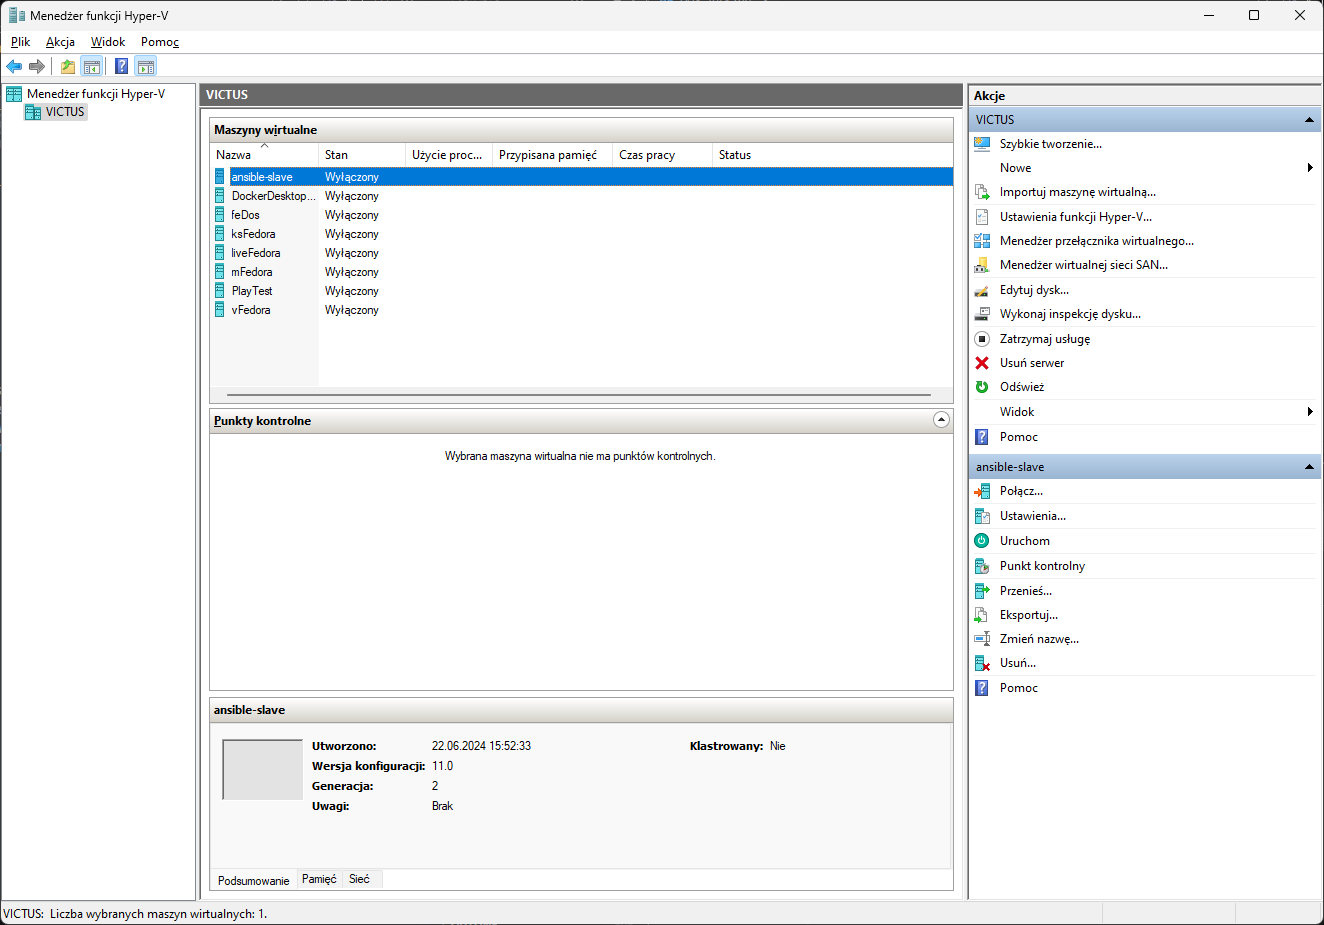 Menedżer funkcji Hyper-V
Plik Akcja Widok Pomoc
Menedżer funkcji Hyper-V
VICTUS
VICTUS
Maszyny wirtualne
Nazwa Stan Użycie proc... Przypisana pamięć Czas pracy Status
ansible-slave Wyłączony
DockerDesktop... Wyłączony
feDos Wyłączony
ksFedora Wyłączony
liveFedora Wyłączony
mFedora Wyłączony
PlayTest Wyłączony
vFedora Wyłączony
Punkty kontrolne
Wybrana maszyna wirtualna nie ma punktów kontrolnych.
ansible-slave
Utworzono: 22.06.2024 15:52:33 Klastrowany: Nie
Wersja konfiguracji: 11.0
Generacja: 2
Uwagi: Brak
Podsumowanie Pamięć Sieć
Akcje
VICTUS
Szybkie tworzenie...
Nowe
Importuj maszynę wirtualną...
Ustawienia funkcji Hyper-V...
Menedżer przełącznika wirtualnego...
Menedżer wirtualnej sieci SAN...
Edytuj dysk...
Wykonaj inspekcję dysku...
Zatrzymaj usługę
Usuń serwer
Odśwież
Widok
Pomoc
ansible-slave
Połącz...
Ustawienia...
Uruchom
Punkt kontrolny
Przenieś...
Eksportuj...
Zmień nazwę...
Usuń...
Pomoc
VICTUS: Liczba wybranych maszyn wirtualnych: 1.